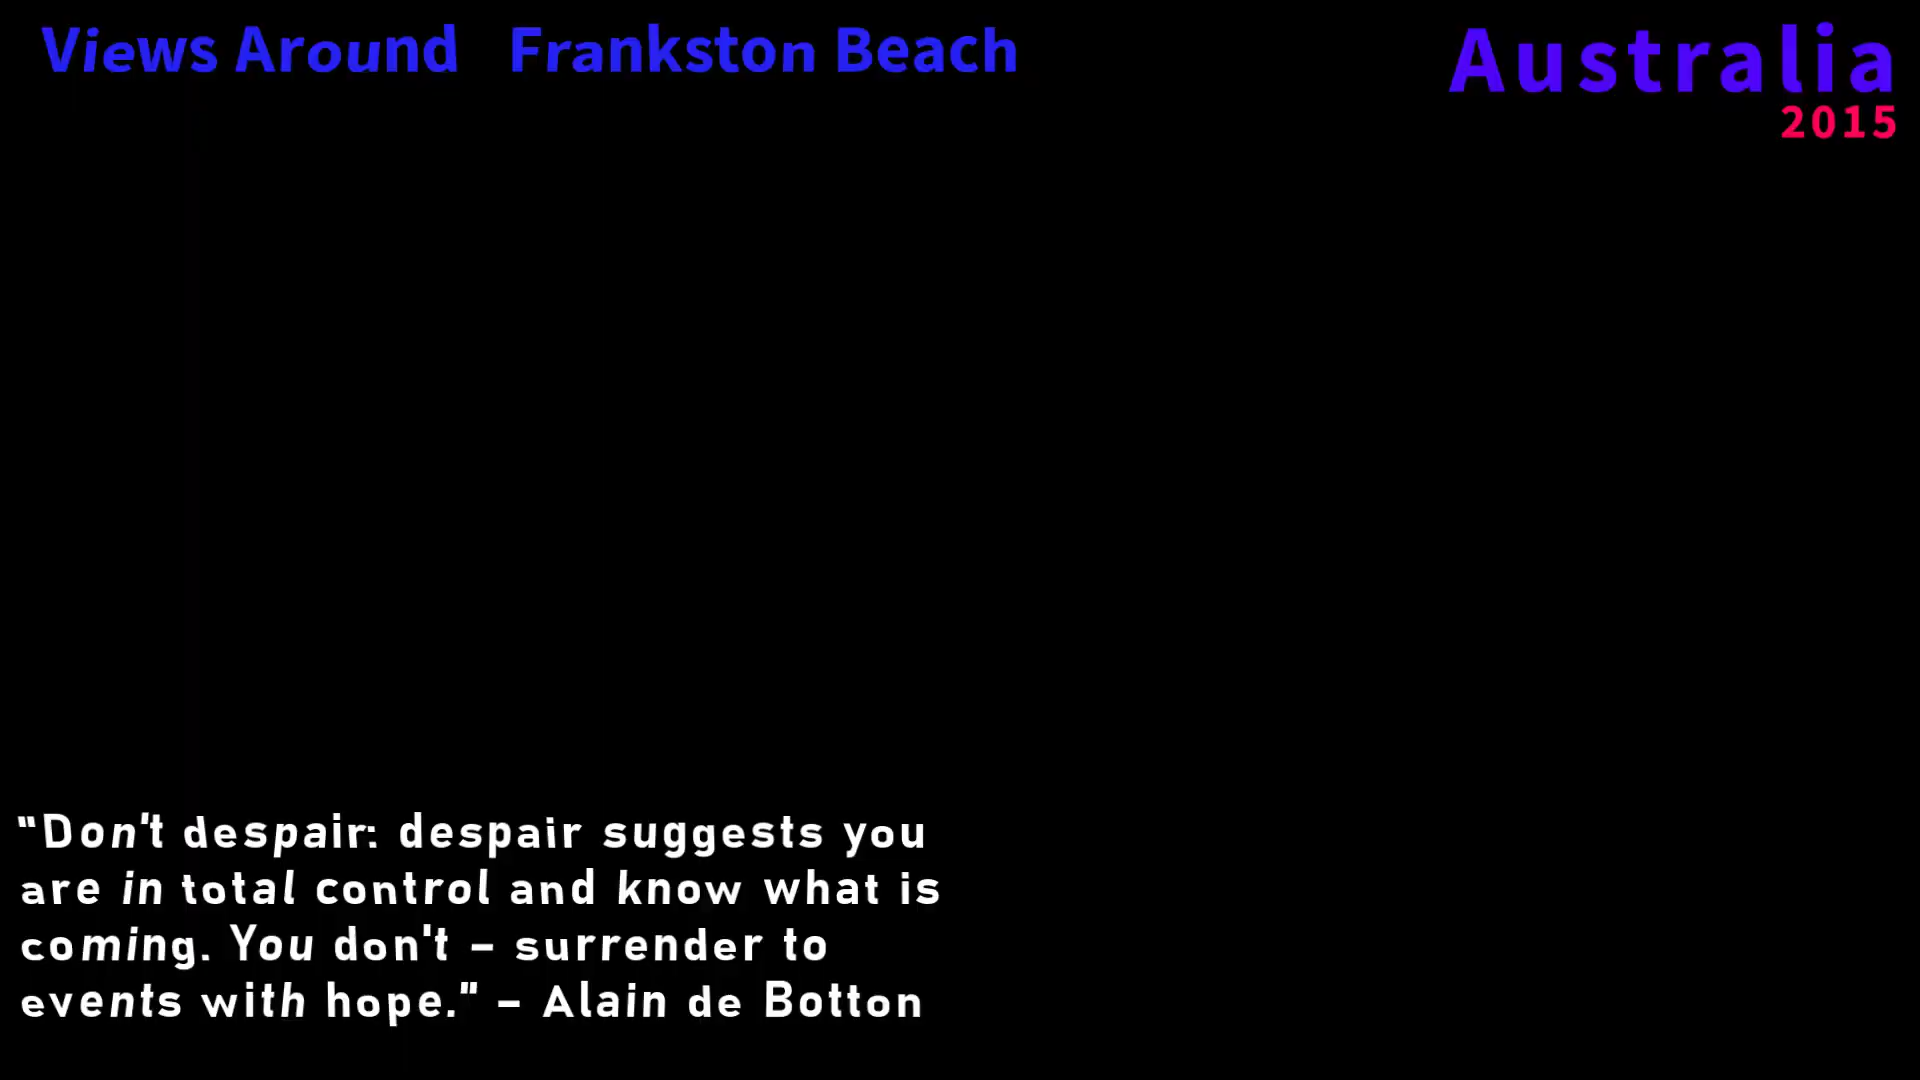 Views Around Frankston Beach
Australia
2015
“Don't despair: despair suggests you
are in total control and know what is
coming. You don't – surrender to
events with hope.” – Alain de Botton